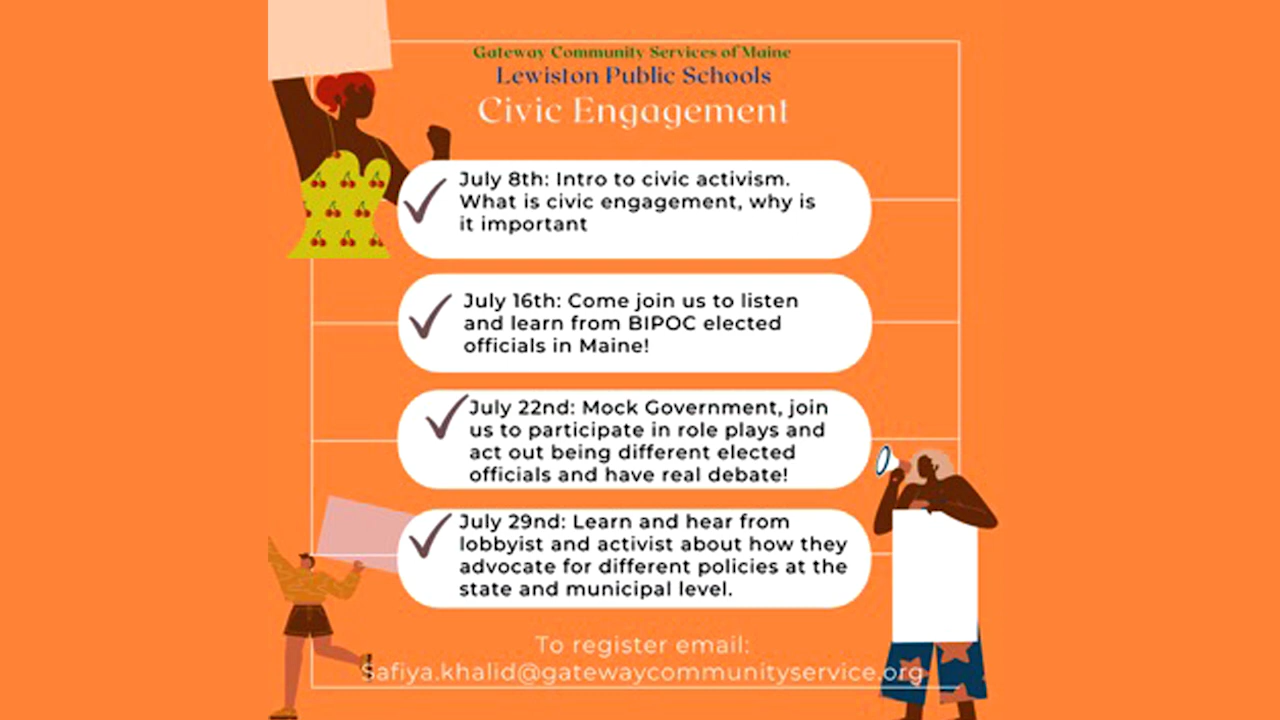 Gateway Community Services of Maine
Lewiston Public Schools
Civic Engagement
July 8th: Intro to civic activism.
What is civic engagement, why is
it important
July 16th: Come join us to listen
and learn from BIPOC elected
officials in Maine!
July 22nd: Mock Government, join
us to participate in role plays and
act out being different elected
officials and have real debate!
July 29nd: Learn and hear from
lobbyist and activist about how they
advocate for different policies at the
state and municipal level.
To register email:
Safiya.khalid@gatewaycommunityservice.org